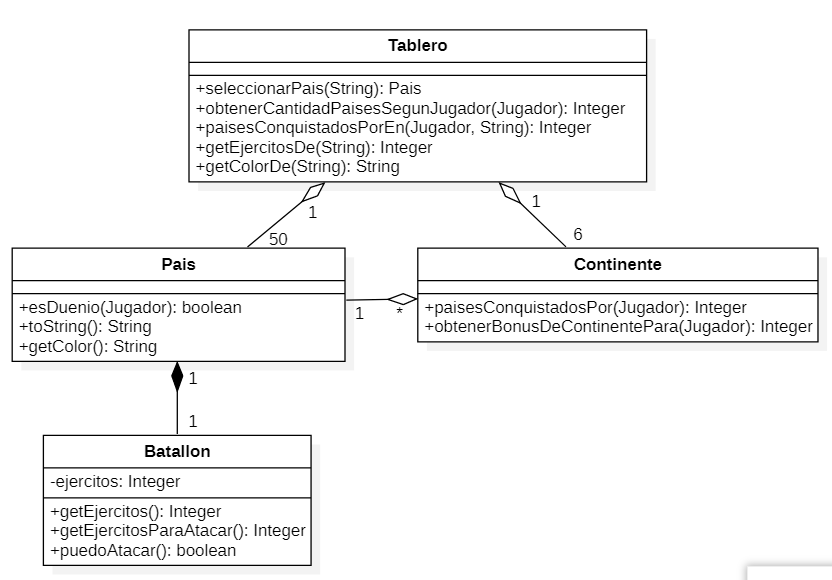 Tablero
+seleccionarPais(String): Pais
+obtenerCantidadPaisesSegunJugador(Jugador): Integer
+paisesConquistadosPorEn(Jugador, String): Integer
+getEjercitosDe(String): Integer
+getColorDe(String): String
1
1
50
6
Pais
+esDuenio(Jugador): boolean
+toString(): String
+getColor(): String
1
*
Continente
+paisesConquistadosPor(Jugador): Integer
+obtenerBonusDeContinentePara(Jugador): Integer
1
1
Batallon
-ejercitos: Integer
+getEjercitos(): Integer
+getEjercitosParaAtacar(): Integer
+puedoAtacar(): boolean